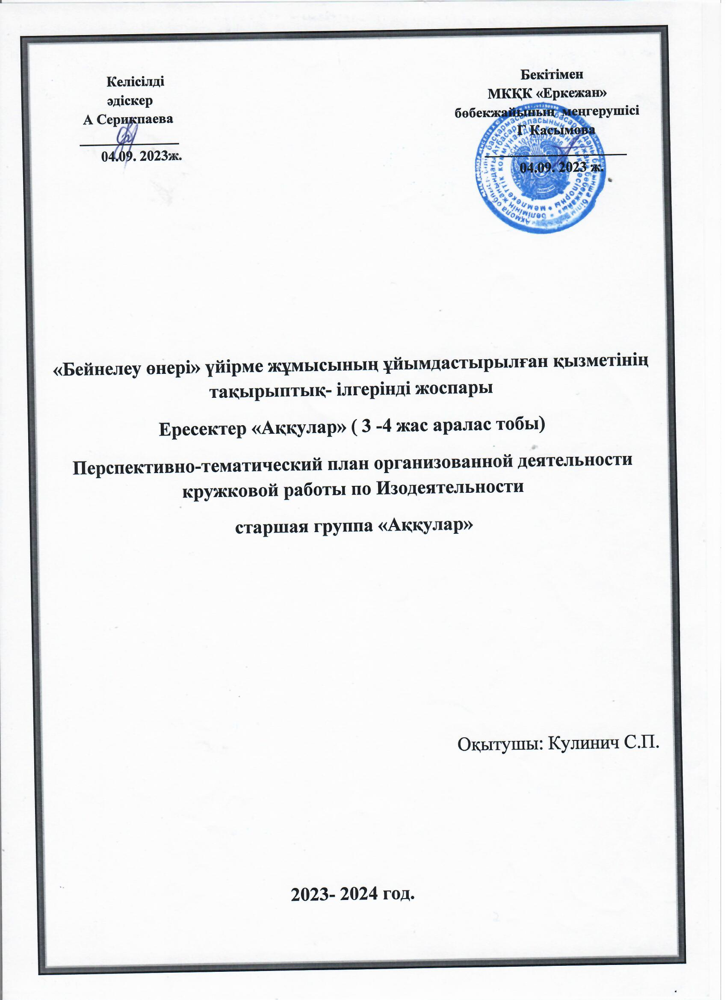 Келісілді
әдіскер
А Серикпаева
04.09. 2023ж.
Бекітімен
МКҚК «Еркежан»
бөбекжайының меңгерушісі
Г Касымова
04.09. 2023 ж.
БСН 101240012836
«Бейнелеу өнері» үйірме жұмысының ұйымдастырылған қызметінің
тақырыптық- ілгерінді жоспары
Ересектер «Аққулар» ( 3 -4 жас аралас тобы)
Перспективно-тематический план организованной деятельности
кружковой работы по Изодеятельности
старшая группа «Аққулар»
Оқытушы: Кулинич С.П.
2023- 2024 год.